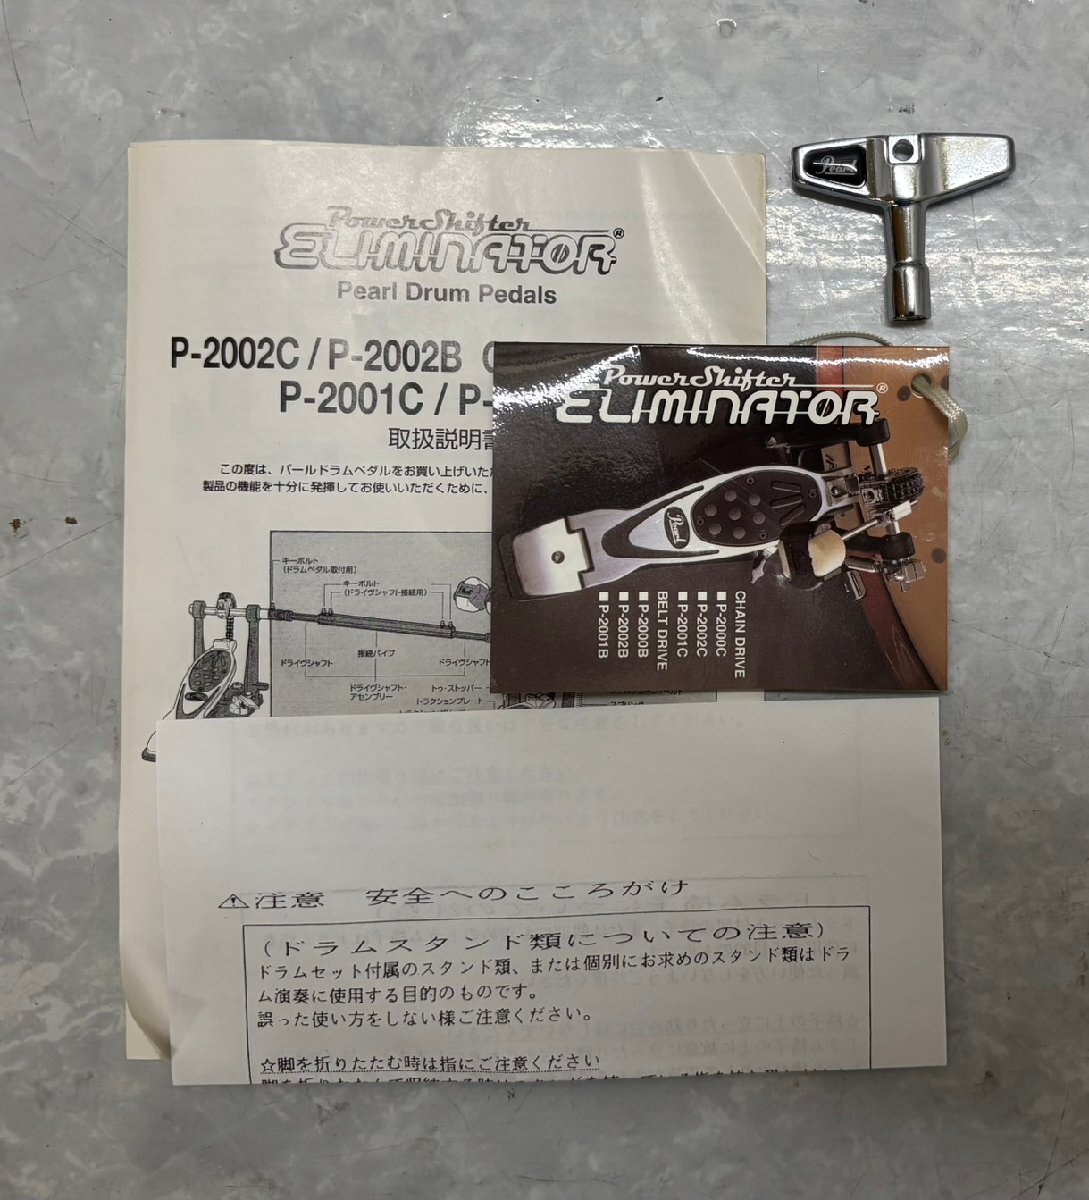 PowerShifter
ELIMINATOR®
Pearl Drum Pedals
P-2002C / P-2002B
P-2001C / P-
取扱説明書
この度は、パールドラムペダルをお買い上げいた
製品の機能を十分に発揮してお使いいただくために、
キーボルト
(ドラムペダル取付用)
キーボルト
(ドライヴシャフト接続用)
ドライヴシャフト
接続パイプ
ドライヴシャフト
ドライヴシャフト・
アセンブリー
トゥ・ストッパー
トラクションプレート
Pearl
PowerShifter
ELIMINATOR®
Pearl
CHAIN DRIVE
■P-2000C
■P-2002C
■P-2001C
BELT DRIVE
■P-2000B
■P-2002B
■P-2001B
⚠注意 安全へのこころがけ
(ドラムスタンド類についての注意)
ドラムセット付属のスタンド類、または個別にお求めのスタンド類はドラ
ム演奏に使用する目的のものです。
誤った使い方をしない様ご注意ください。
☆脚を折りたたむ時は指にご注意ください